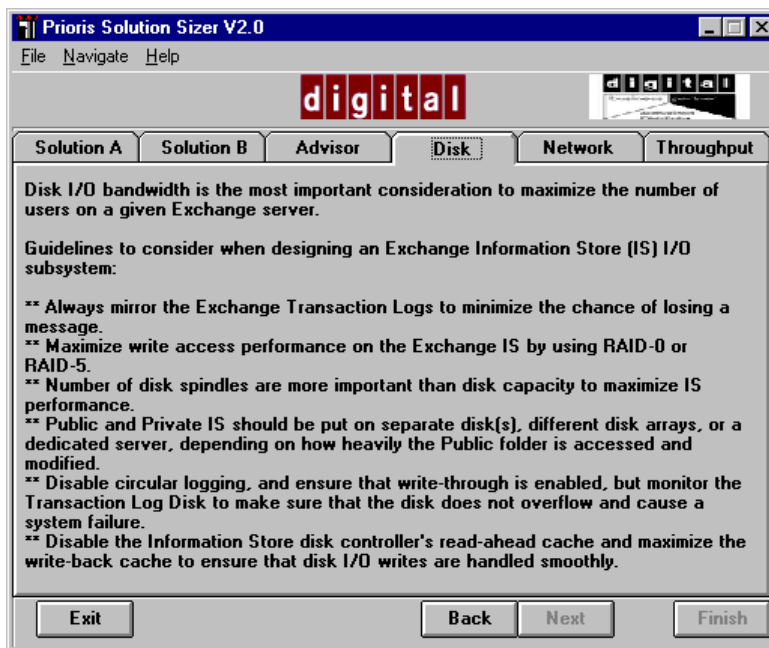 Prioris Solution Sizer V2.0
File Navigate Help
digital
digital
Solution A Solution B Advisor Disk Network Throughput
Disk I/O bandwidth is the most important consideration to maximize the number of
users on a given Exchange server.
Guidelines to consider when designing an Exchange Information Store (IS) I/O
subsystem:
** Always mirror the Exchange Transaction Logs to minimize the chance of losing a
message.
** Maximize write access performance on the Exchange IS by using RAID-0 or
RAID-5.
** Number of disk spindles are more important than disk capacity to maximize IS
performance.
** Public and Private IS should be put on separate disk(s), different disk arrays, or a
dedicated server, depending on how heavily the Public folder is accessed and
modified.
** Disable circular logging, and ensure that write-through is enabled, but monitor the
Transaction Log Disk to make sure that the disk does not overflow and cause a
system failure.
** Disable the Information Store disk controller's read-ahead cache and maximize the
write-back cache to ensure that disk I/O writes are handled smoothly.
Exit Back Next Finish